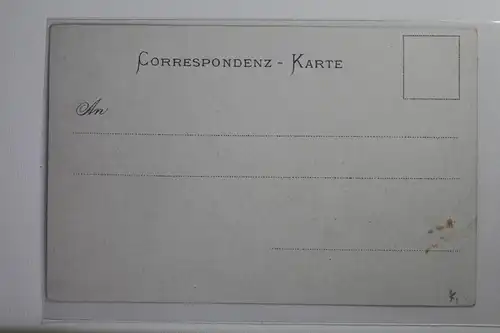 CORRESPONDENZ - KARTE
An